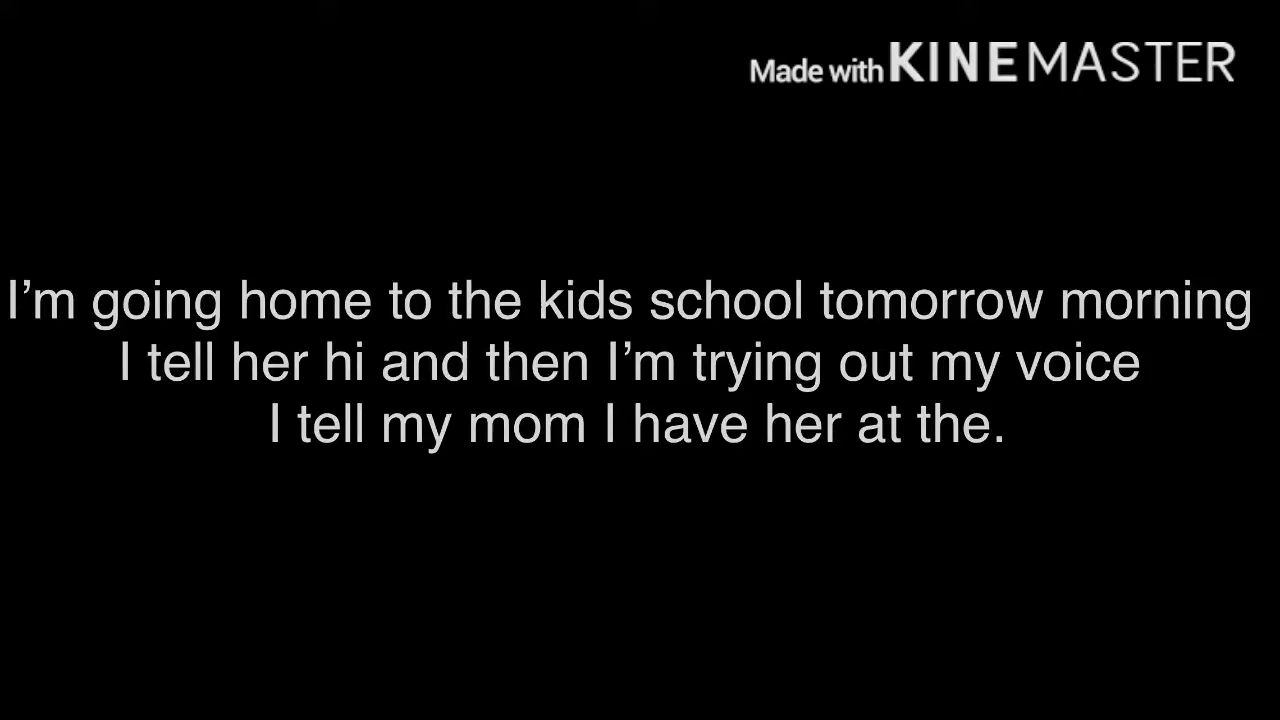 Made with KINEMASTER
I’m going home to the kids school tomorrow morning
I tell her hi and then I’m trying out my voice
I tell my mom I have her at the.